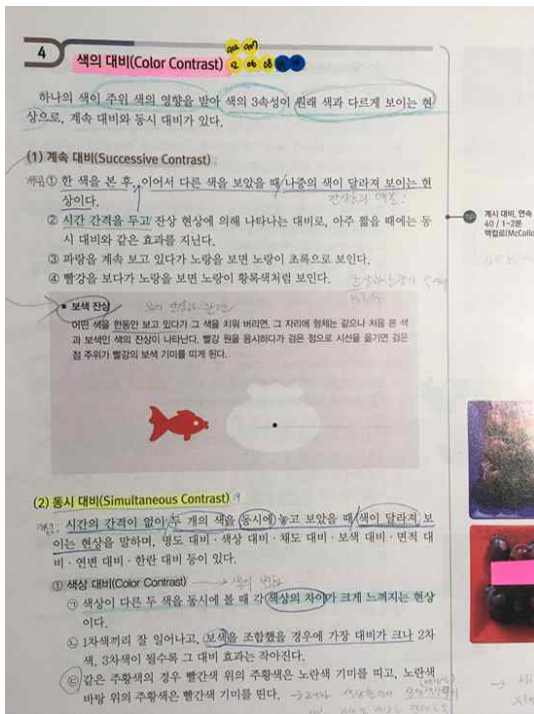 4 색의 대비(Color Contrast)
하나의 색이 주위 색의 영향을 받아 색의 3속성이 원래 색과 다르게 보이는 현
상으로, 계속 대비와 동시 대비가 있다.
(1) 계속 대비(Successive Contrast)
① 한 색을 본 후, 이어서 다른 색을 보았을 때 나중의 색이 달라져 보이는 현
상이다.
② 시간 간격을 두고 잔상 현상에 의해 나타나는 대비로, 아주 짧을 때에는 동
시 대비와 같은 효과를 지닌다.
③ 파랑을 계속 보고 있다가 노랑을 보면 노랑이 초록으로 보인다.
④ 빨강을 보다가 노랑을 보면 노랑이 황록색처럼 보인다.
계시 대비, 연속
40 / 1~2문
맥컬로(McCollo
■ 보색 잔상
어떤 색을 한동안 보고 있다가 그 색을 치워 버리면, 그 자리에 형체는 같으나 처음 본 색
과 보색인 색의 잔상이 나타난다. 빨강 원을 응시하다가 검은 점으로 시선을 옮기면 검은
점 주위가 빨강의 보색 기미를 띠게 된다.
(2) 동시 대비(Simultaneous Contrast)
시간의 간격이 없이 두 개의 색을 동시에 놓고 보았을 때 색이 달라져 보
이는 현상을 말하며, 명도 대비·색상 대비·채도 대비·보색 대비·면적 대
비·연변 대비·한란 대비 등이 있다.
① 색상 대비(Color Contrast)
㉠ 색상이 다른 두 색을 동시에 볼 때 각 색상의 차이가 크게 느껴지는 현상
이다.
㉡ 1차색끼리 잘 일어나고, 보색을 조합했을 경우에 가장 대비가 크나 2차
색, 3차색이 될수록 그 대비 효과는 작아진다.
㉢ 같은 주황색의 경우 빨간색 위의 주황색은 노란색 기미를 띠고, 노란색
바탕 위의 주황색은 빨간색 기미를 띤다.